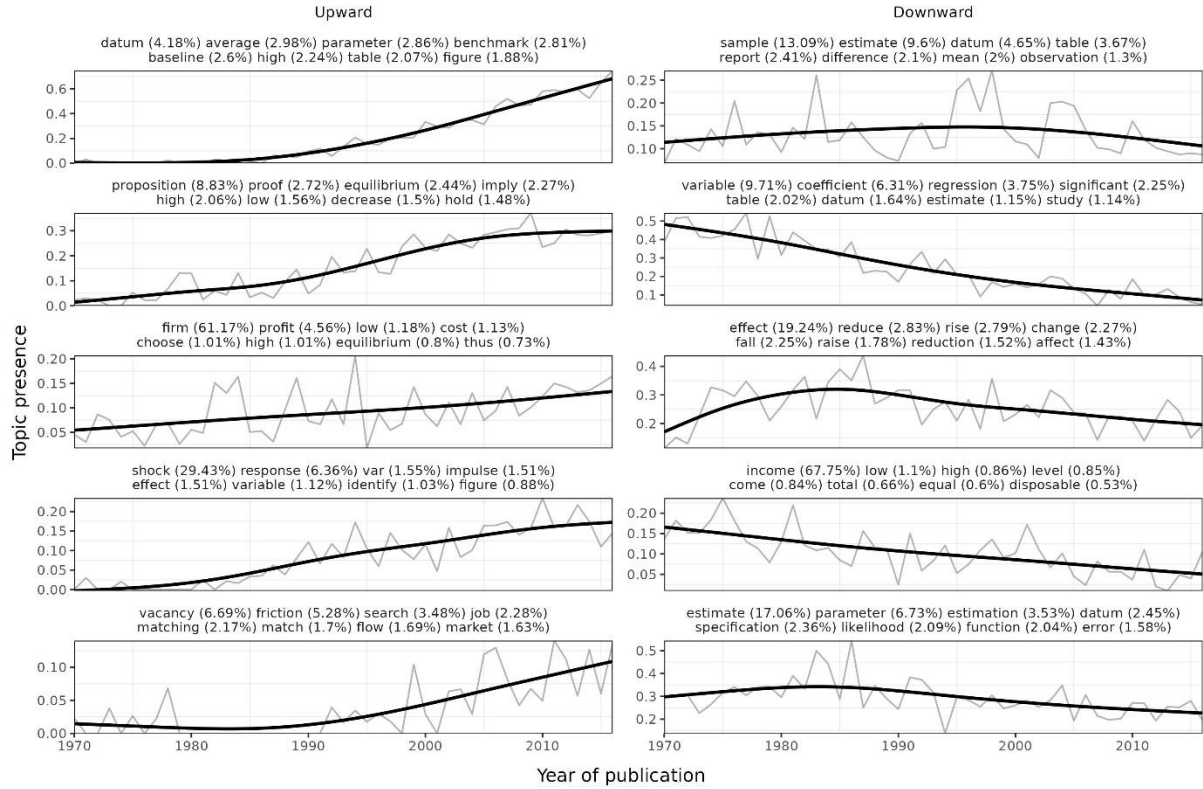 Upward
datum (4.18%) average (2.98%) parameter (2.86%) benchmark (2.81%)
baseline (2.6%) high (2.24%) table (2.07%) figure (1.88%)
0.6
0.4
0.2
0.0
proposition (8.83%) proof (2.72%) equilibrium (2.44%) imply (2.27%)
high (2.06%) low (1.56%) decrease (1.5%) hold (1.48%)
0.3
0.2
0.1
0.0
firm (61.17%) profit (4.56%) low (1.18%) cost (1.13%)
choose (1.01%) high (1.01%) equilibrium (0.8%) thus (0.73%)
0.20
0.15
0.10
0.05
shock (29.43%) response (6.36%) var (1.55%) impulse (1.51%)
effect (1.51%) variable (1.12%) identify (1.03%) figure (0.88%)
0.20
0.15
0.10
0.05
0.00
vacancy (6.69%) friction (5.28%) search (3.48%) job (2.28%)
matching (2.17%) match (1.7%) flow (1.69%) market (1.63%)
0.10
0.05
0.00
1970 1980 1990 2000 2010
Downward
sample (13.09%) estimate (9.6%) datum (4.65%) table (3.67%)
report (2.41%) difference (2.1%) mean (2%) observation (1.3%)
0.25
0.20
0.15
0.10
variable (9.71%) coefficient (6.31%) regression (3.75%) significant (2.25%)
table (2.02%) datum (1.64%) estimate (1.15%) study (1.14%)
0.5
0.4
0.3
0.2
0.1
effect (19.24%) reduce (2.83%) rise (2.79%) change (2.27%)
fall (2.25%) raise (1.78%) reduction (1.52%) affect (1.43%)
0.4
0.3
0.2
income (67.75%) low (1.1%) high (0.86%) level (0.85%)
come (0.84%) total (0.66%) equal (0.6%) disposable (0.53%)
0.20
0.15
0.10
0.05
estimate (17.06%) parameter (6.73%) estimation (3.53%) datum (2.45%)
specification (2.36%) likelihood (2.09%) function (2.04%) error (1.58%)
0.5
0.4
0.3
0.2
1970 1980 1990 2000 2010
Topic presence
Year of publication